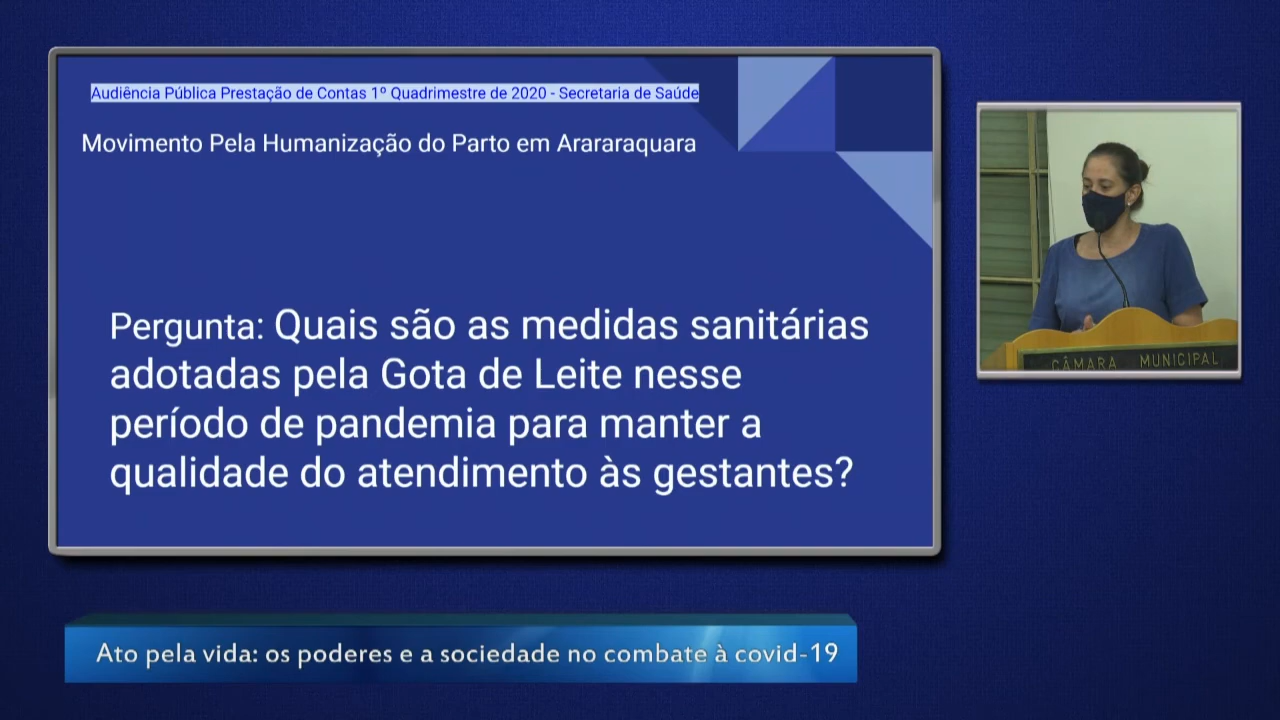 Audiência Pública Prestação de Contas 1º Quadrimestre de 2020 - Secretaria de Saúde
Movimento Pela Humanização do Parto em Arararaquara
Pergunta: Quais são as medidas sanitárias
adotadas pela Gota de Leite nesse
período de pandemia para manter a
qualidade do atendimento às gestantes?
CÂMARA MUNICIPAL
Ato pela vida: os poderes e a sociedade no combate à covid-19